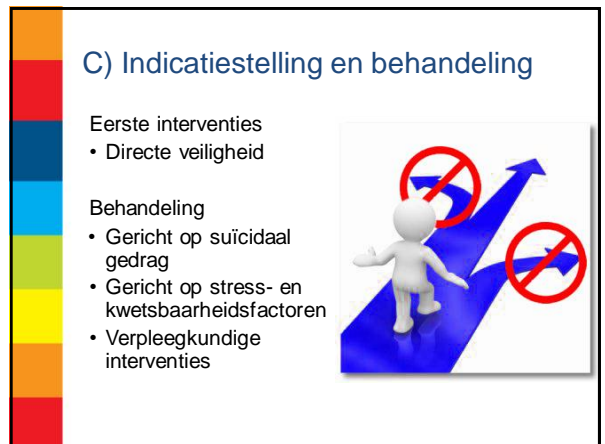 C) Indicatiestelling en behandeling
Eerste interventies
• Directe veiligheid
Behandeling
• Gericht op suïcidaal
gedrag
• Gericht op stress- en
kwetsbaarheidsfactoren
• Verpleegkundige
interventies